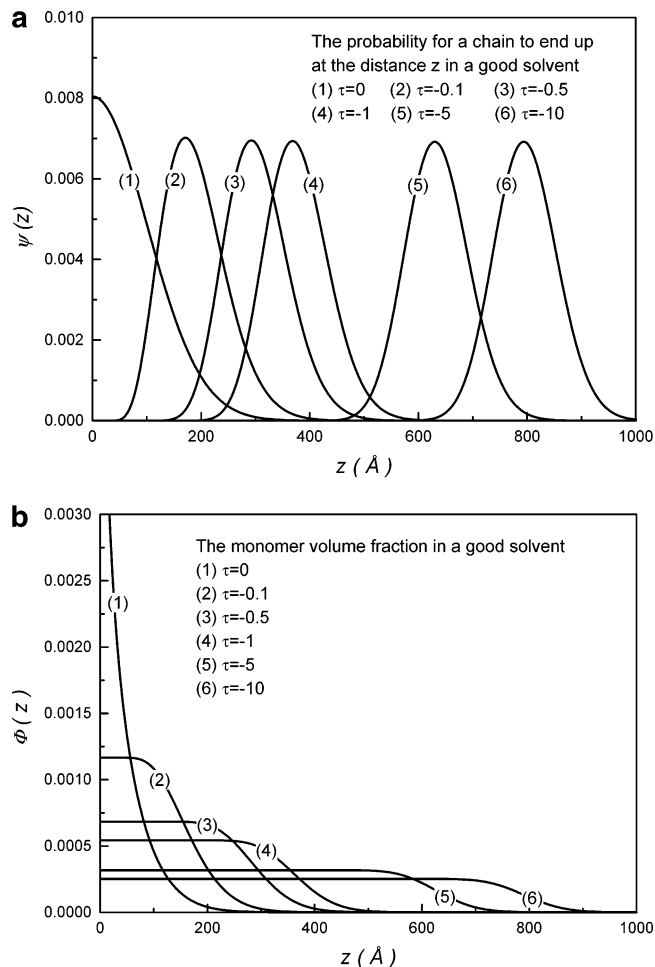 a
0.010
0.008
0.006
0.004
0.002
0.000
ψ (z)
The probability for a chain to end up
at the distance z in a good solvent
(1) τ=0 (2) τ=-0.1 (3) τ=-0.5
(4) τ=-1 (5) τ=-5 (6) τ=-10
(1) (2) (3) (4) (5) (6)
0 200 400 600 800 1000
z ( Å )
b
0.0030
0.0025
0.0020
0.0015
0.0010
0.0005
0.0000
Φ ( z )
The monomer volume fraction in a good solvent
(1) τ=0
(2) τ=-0.1
(3) τ=-0.5
(4) τ=-1
(5) τ=-5
(6) τ=-10
(1)
(2)
(3)
(4)
(5)
(6)
0 200 400 600 800 1000
z ( Å )